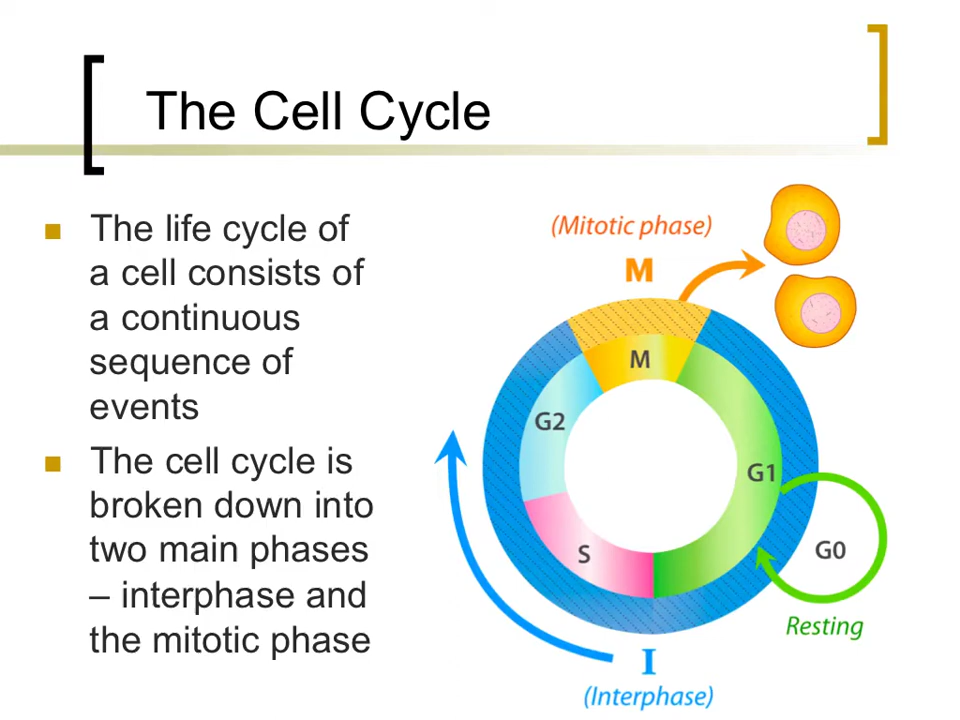 The Cell Cycle
The life cycle of
a cell consists of
a continuous
sequence of
events
The cell cycle is
broken down into
two main phases
– interphase and
the mitotic phase
(Mitotic phase)
M
M
G2
G1
S
G0
Resting
I
(Interphase)